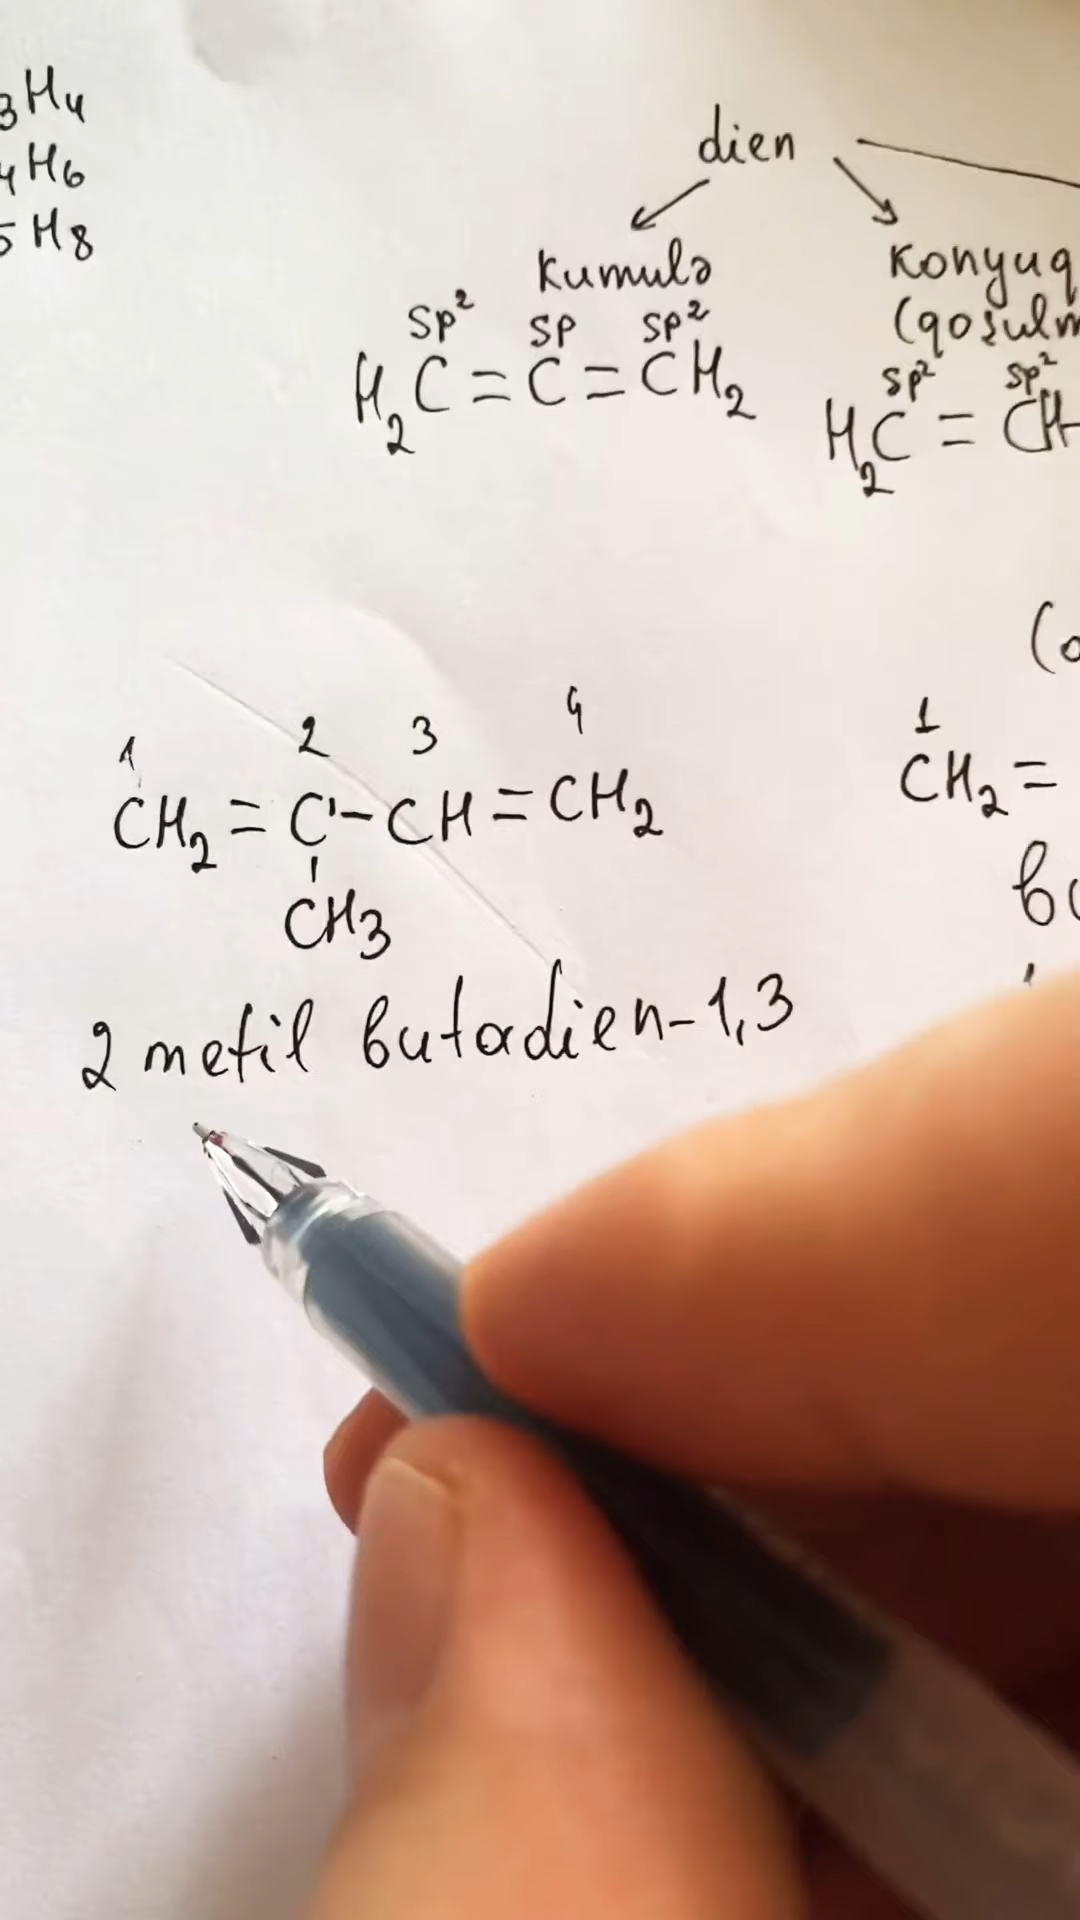 3H4
4H6
5H8
dien
Kumulə
sp² sp sp²
H₂C=C=CH₂
Konyuq
(qoşulm
sp² sp²
H₂C=CH-
1 2 3 4
CH₂=C-CH=CH₂
CH3
2 metil butadien-1,3
1
CH₂=